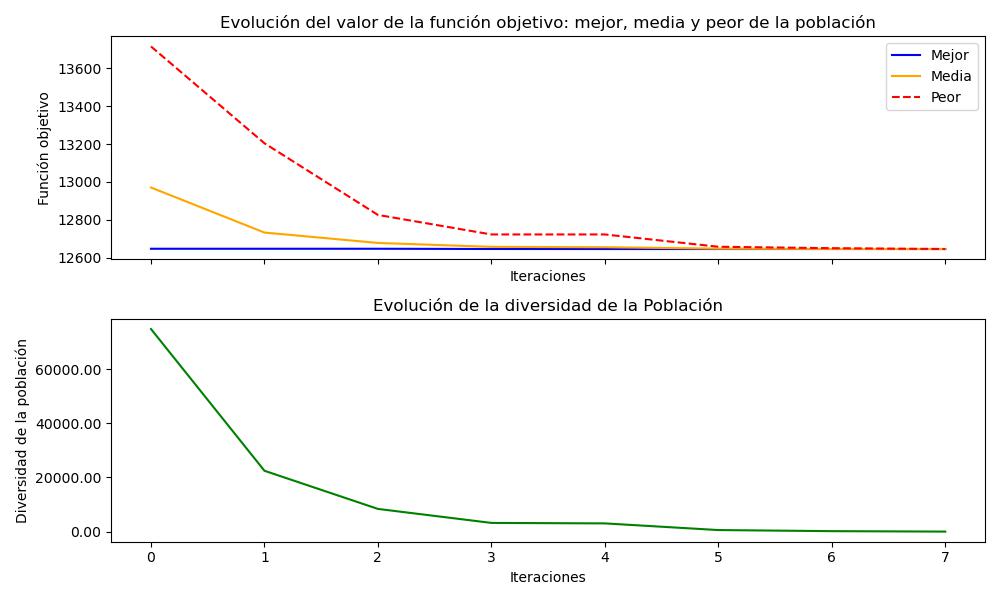 Evolución del valor de la función objetivo: mejor, media y peor de la población
Función objetivo
13600
13400
13200
13000
12800
12600
Mejor
Media
Peor
Iteraciones
Evolución de la diversidad de la Población
Diversidad de la población
60000.00
40000.00
20000.00
0.00
0 1 2 3 4 5 6 7
Iteraciones